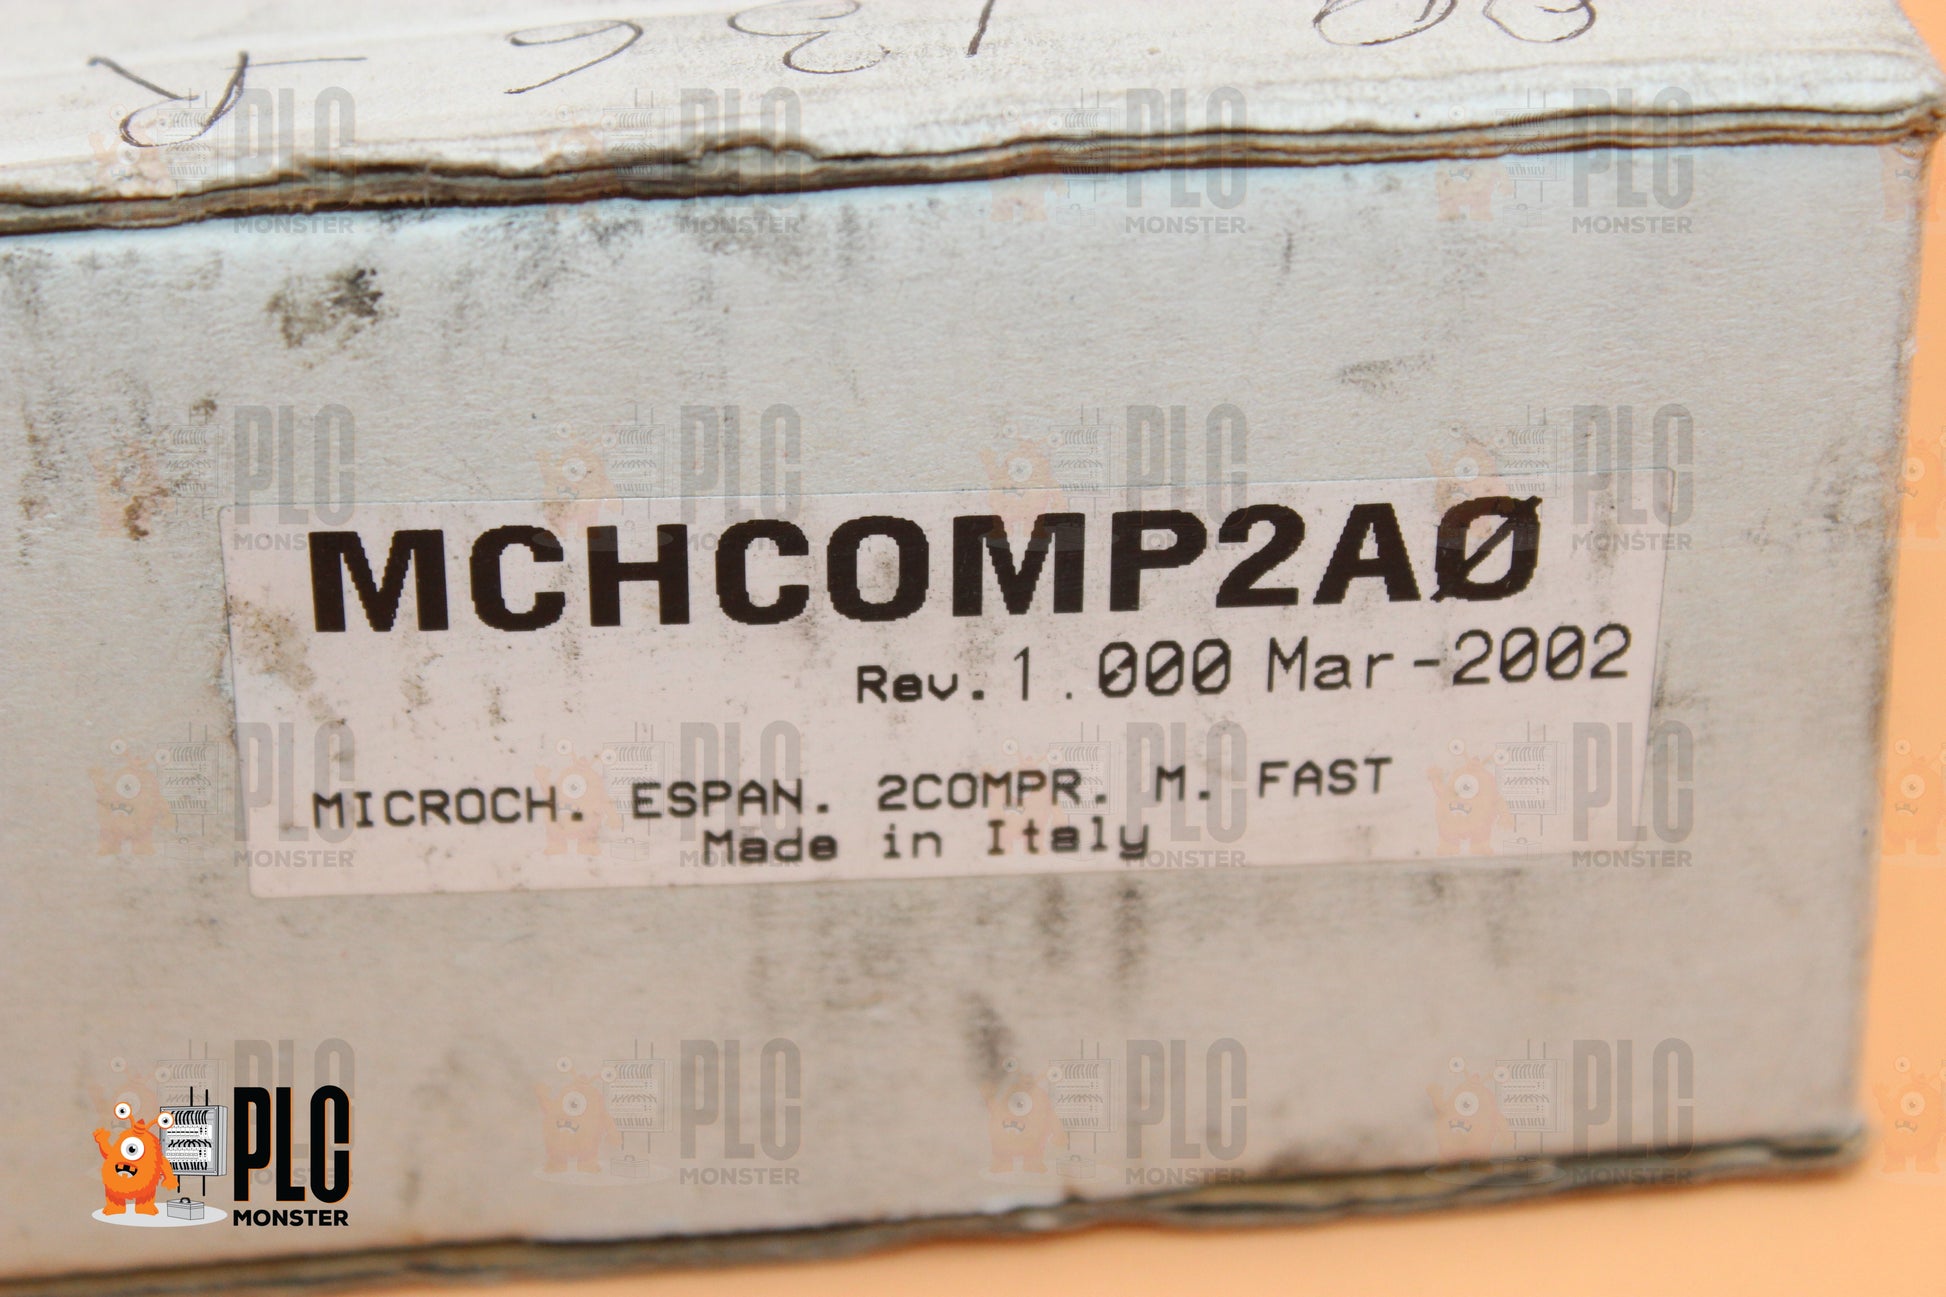 MCHCOMP2AØ
Rev.1.000 Mar-2002
MICROCH. ESPAN. 2COMPR. M. FAST
Made in Italy
PLC
MONSTER